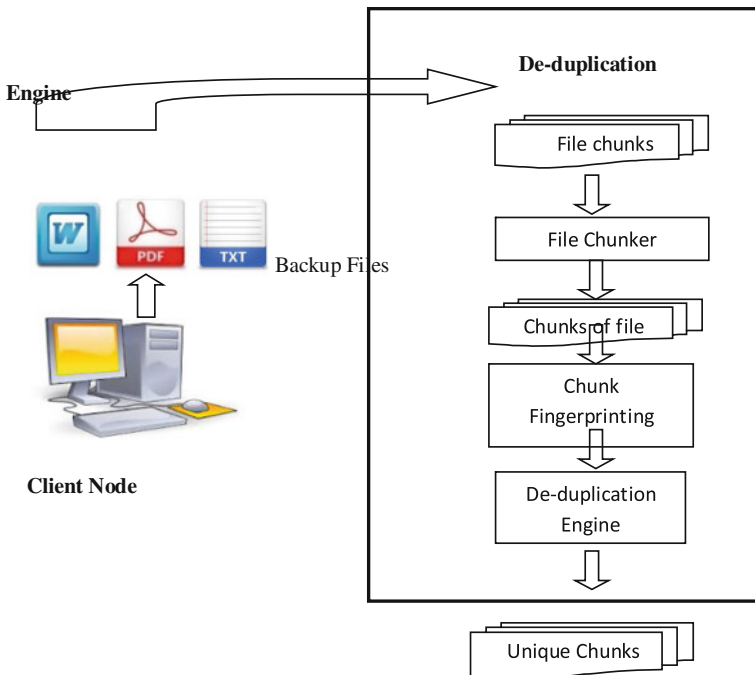 De-duplication
Engine
File chunks
File Chunker
W
PDF
TXT
Backup Files
Chunks of file
Chunk
Fingerprinting
Client Node
De-duplication
Engine
Unique Chunks